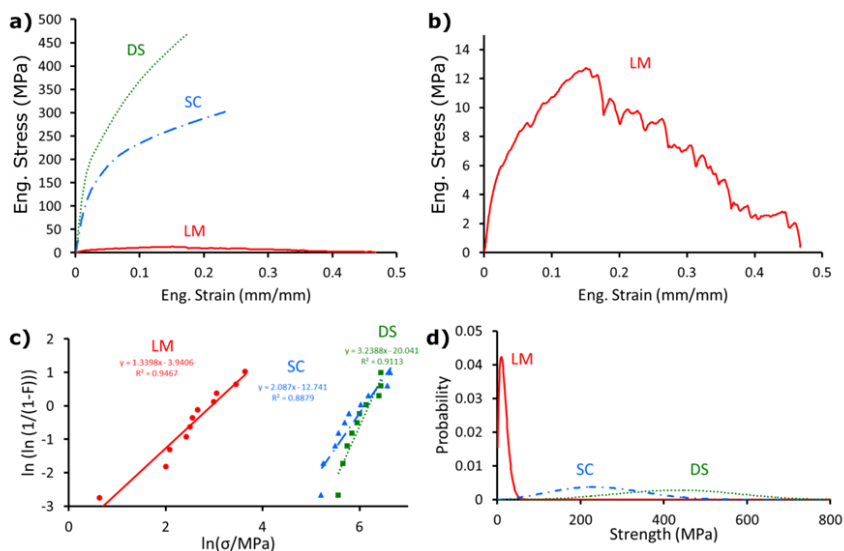 a)
500
450
400
350
300
250
200
150
100
50
0
Eng. Stress (MPa)
DS
SC
LM
0
0.1
0.2
0.3
0.4
0.5
Eng. Strain (mm/mm)
b)
14
12
10
8
6
4
2
0
Eng. Stress (MPa)
LM
0
0.1
0.2
0.3
0.4
0.5
Eng. Strain (mm/mm)
c)
2
1
0
-1
-2
-3
ln (ln (1/(1-F)))
LM
y = 1.3398x - 3.9406
R² = 0.9467
SC
y = 2.087x - 12.741
R² = 0.8879
DS
y = 3.2388x - 20.041
R² = 0.9113
0
2
4
6
ln(σ/MPa)
d)
0.05
0.04
0.03
0.02
0.01
0
Probability
LM
SC
DS
0
200
400
600
800
Strength (MPa)